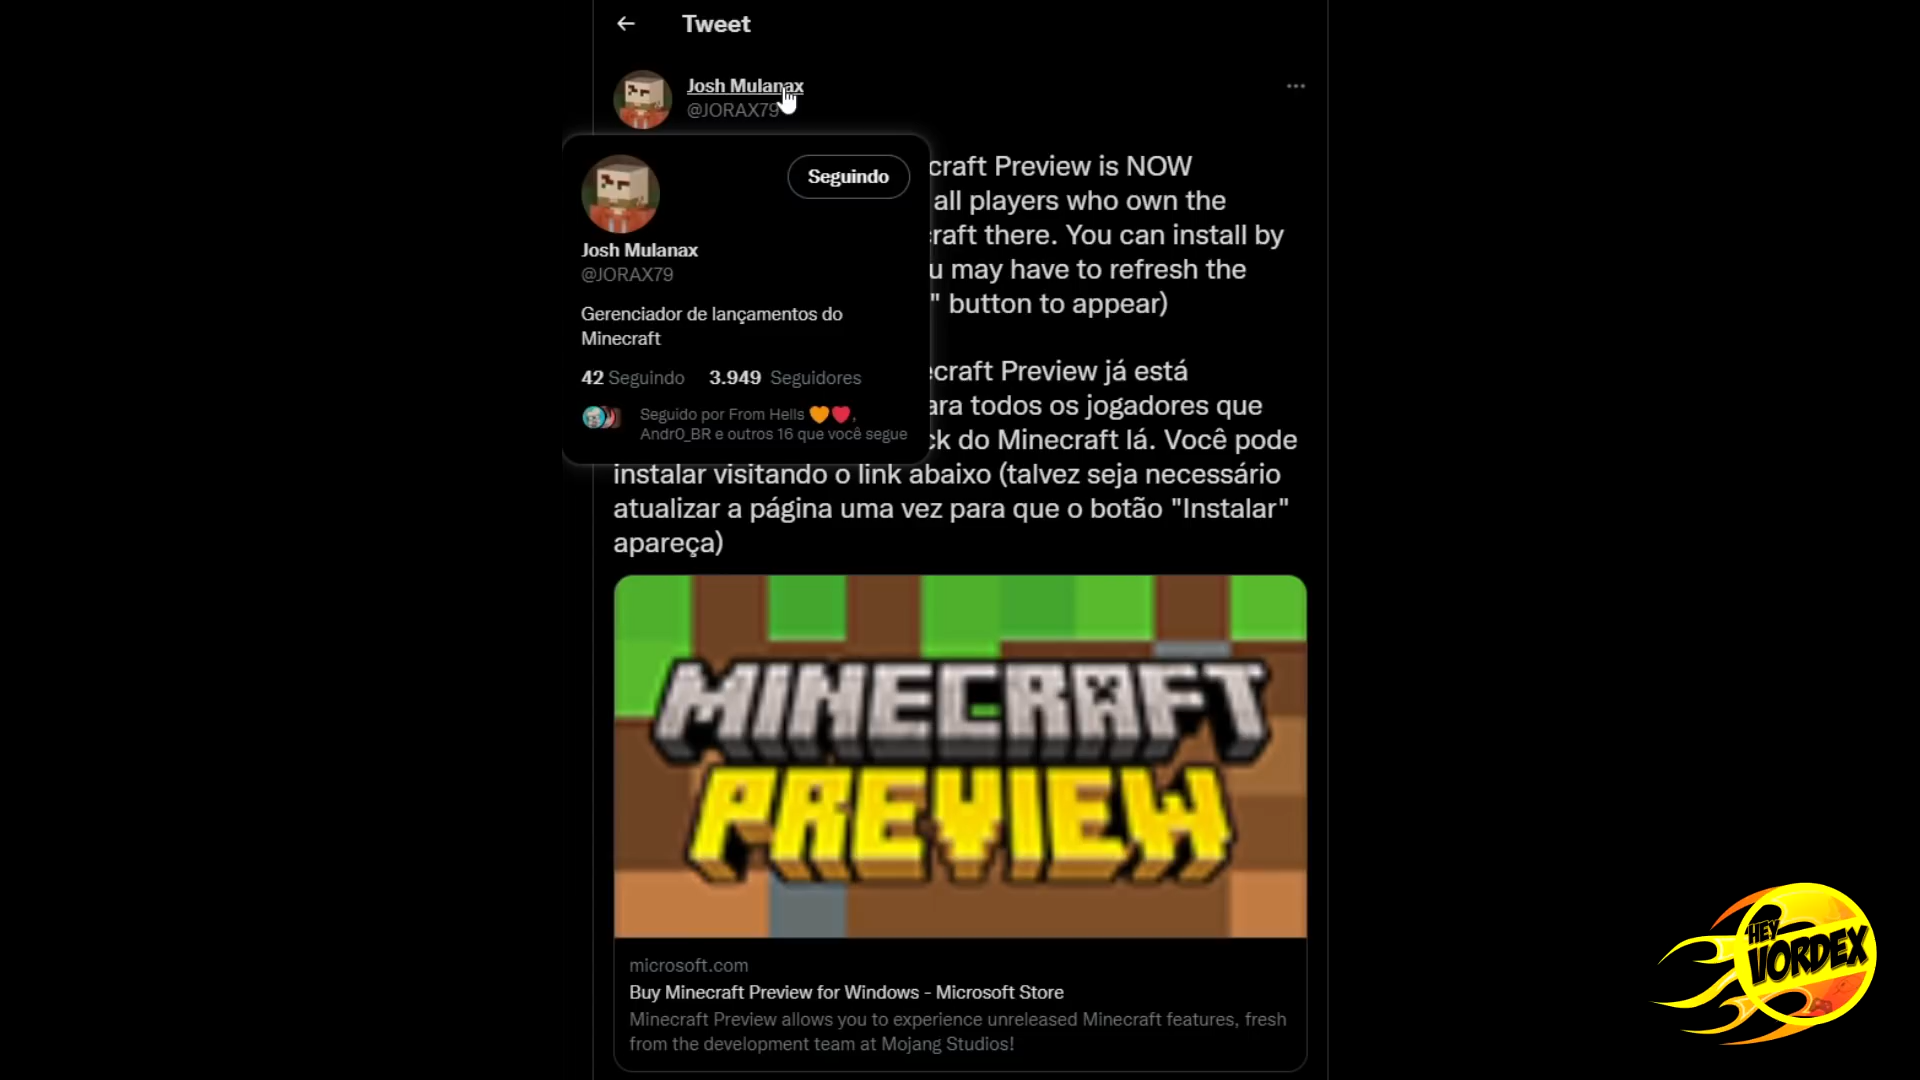 Tweet
Josh Mulanax
@JORAX79
Seguindo
Josh Mulanax
@JORAX79
Gerenciador de lançamentos do
Minecraft
42 Seguindo 3.949 Seguidores
Seguido por From Hells 🧡❤️,
Andr0_BR e outros 16 que você segue
craft Preview is NOW
all players who own the
craft there. You can install by
u may have to refresh the
" button to appear)
ecraft Preview já está
ara todos os jogadores que
ck do Minecraft lá. Você pode
instalar visitando o link abaixo (talvez seja necessário
atualizar a página uma vez para que o botão "Instalar"
apareça)
MINECRAFT
PREVIEW
microsoft.com
Buy Minecraft Preview for Windows - Microsoft Store
Minecraft Preview allows you to experience unreleased Minecraft features, fresh
from the development team at Mojang Studios!
HEY
VORDEX